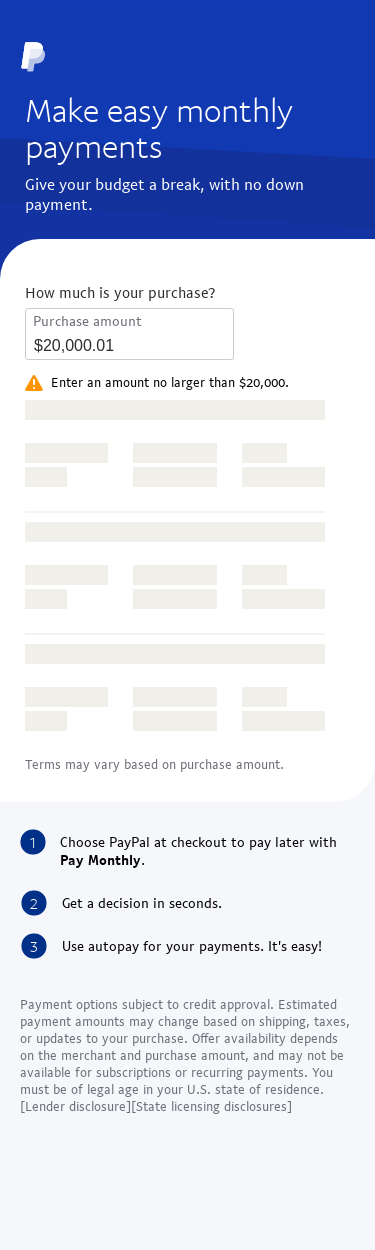 Make easy monthly
payments
Give your budget a break, with no down
payment.
How much is your purchase?
Purchase amount
$20,000.01
Enter an amount no larger than $20,000.
Terms may vary based on purchase amount.
1 Choose PayPal at checkout to pay later with
Pay Monthly.
2 Get a decision in seconds.
3 Use autopay for your payments. It's easy!
Payment options subject to credit approval. Estimated
payment amounts may change based on shipping, taxes,
or updates to your purchase. Offer availability depends
on the merchant and purchase amount, and may not be
available for subscriptions or recurring payments. You
must be of legal age in your U.S. state of residence.
[Lender disclosure][State licensing disclosures]